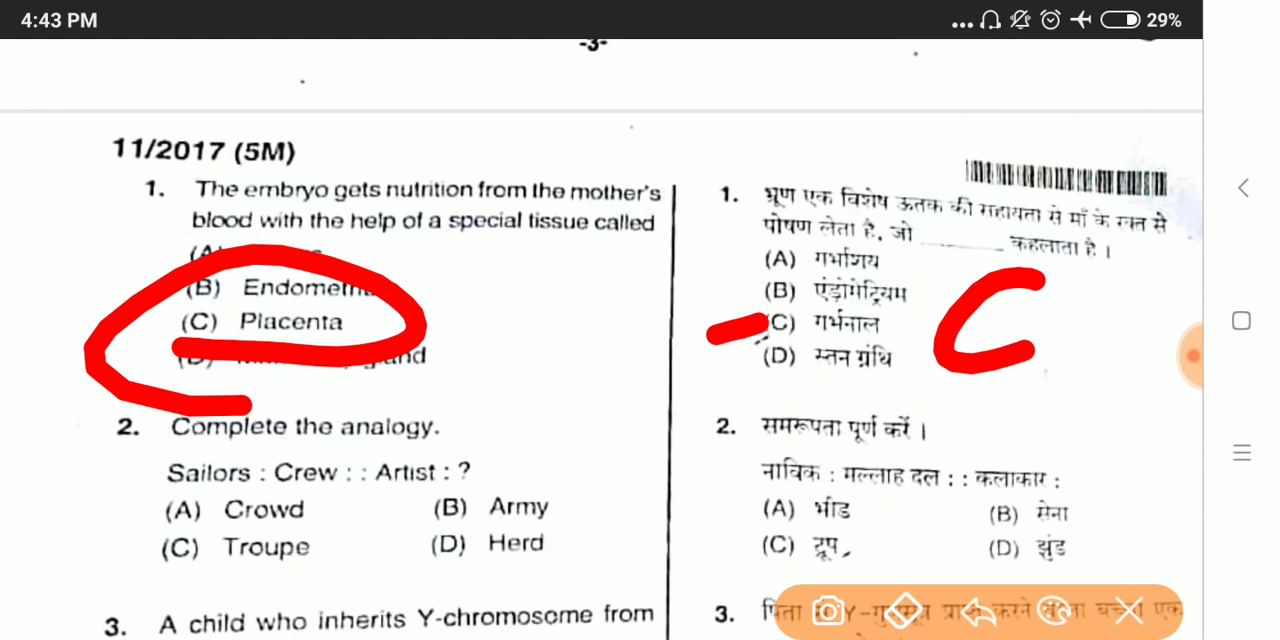 4:43 PM
... 29%
-3-
11/2017 (5M)
1. The embryo gets nutrition from the mother's
blood with the help of a special tissue called
(A)
(B) Endomet
(C) Placenta
(D)
2. Complete the analogy.
Sailors : Crew : : Artist : ?
(A) Crowd (B) Army
(C) Troupe (D) Herd
3. A child who inherits Y-chromosome from
1. भ्रूण एक विशेष ऊतक की सहायता से माँ के रक्त से
पोषण लेता है, जो ________ कहलाता है ।
(A) गर्भाशय
(B) एंड्रोमेट्रियम
(C) गर्भनाल
(D) स्तन ग्रंथि
C
2. समरूपता पूर्ण करें ।
नाविक : मल्लाह दल : : कलाकार :
(A) भीड (B) सेना
(C) ट्रूप (D) झुंड
3. पिता